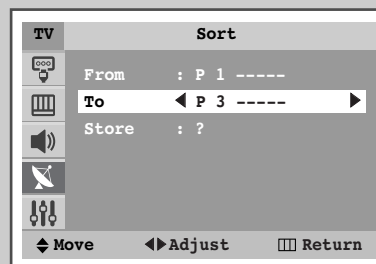 TV Sort
From : P 1 -----
To ◀ P 3 ----- ▶
Store : ?
Move Adjust Return